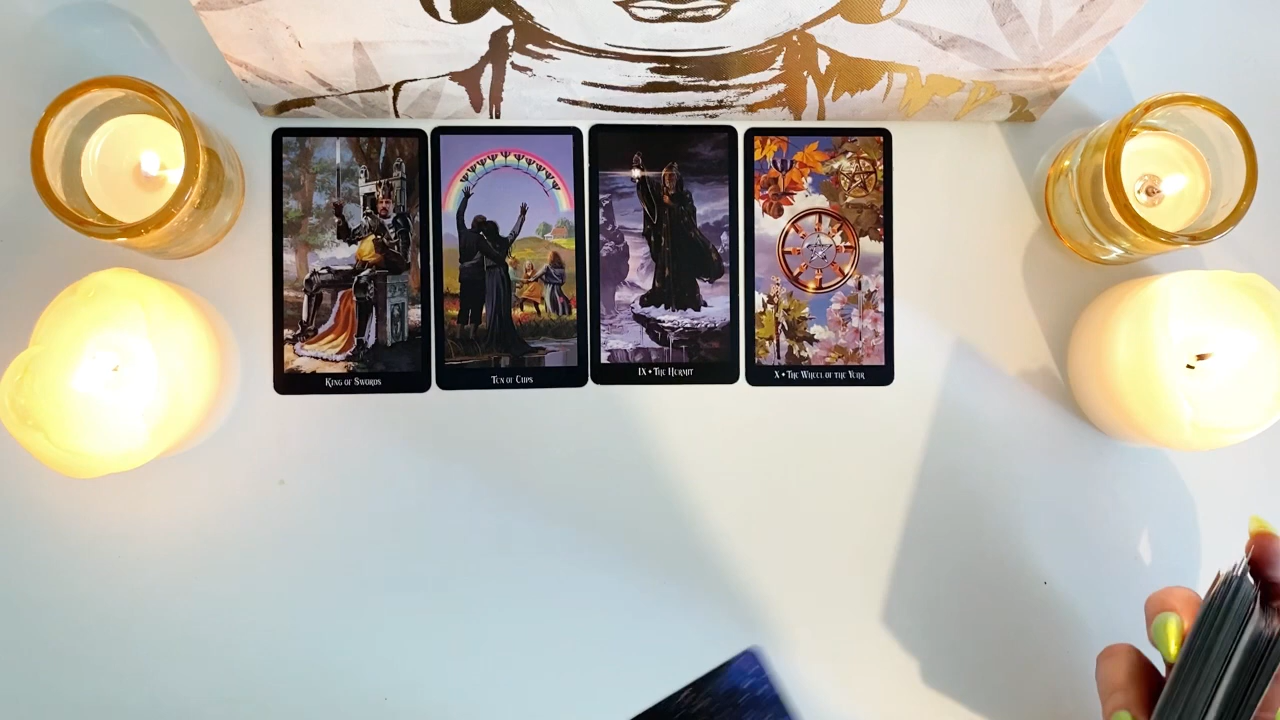 King of Swords
Ten of Cups
IX ✦ The Hermit
X ✦ The Wheel of the Year